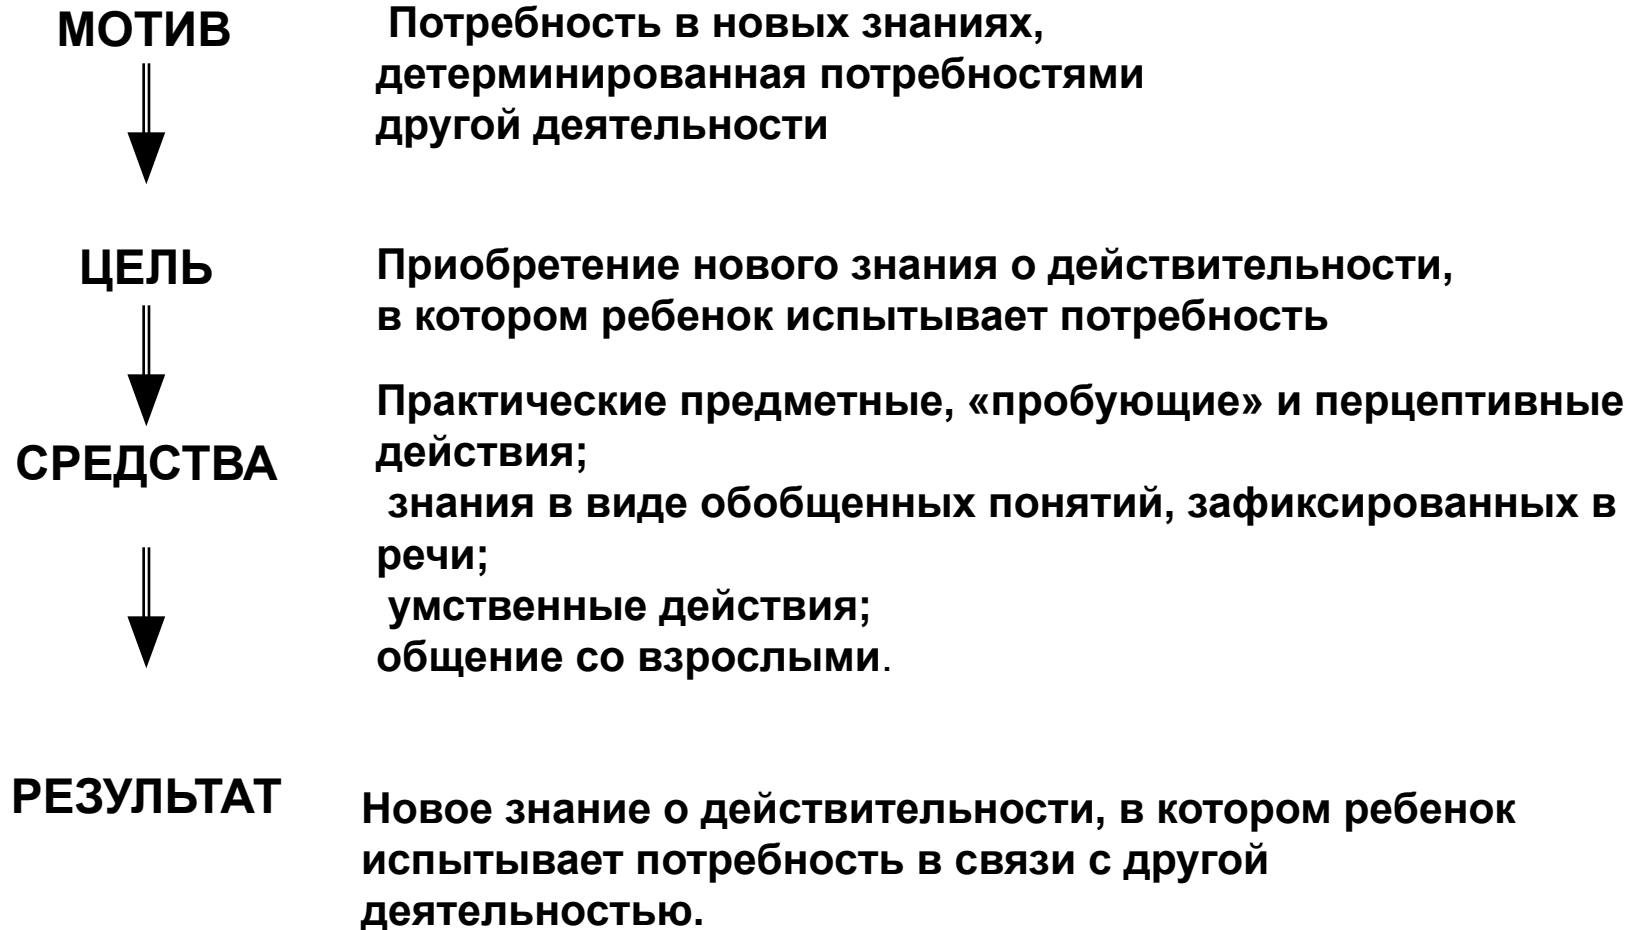 МОТИВ
Потребность в новых знаниях,
детерминированная потребностями
другой деятельности
ЦЕЛЬ
Приобретение нового знания о действительности,
в котором ребенок испытывает потребность
СРЕДСТВА
Практические предметные, «пробующие» и перцептивные
действия;
знания в виде обобщенных понятий, зафиксированных в
речи;
умственные действия;
общение со взрослыми.
РЕЗУЛЬТАТ
Новое знание о действительности, в котором ребенок
испытывает потребность в связи с другой
деятельностью.